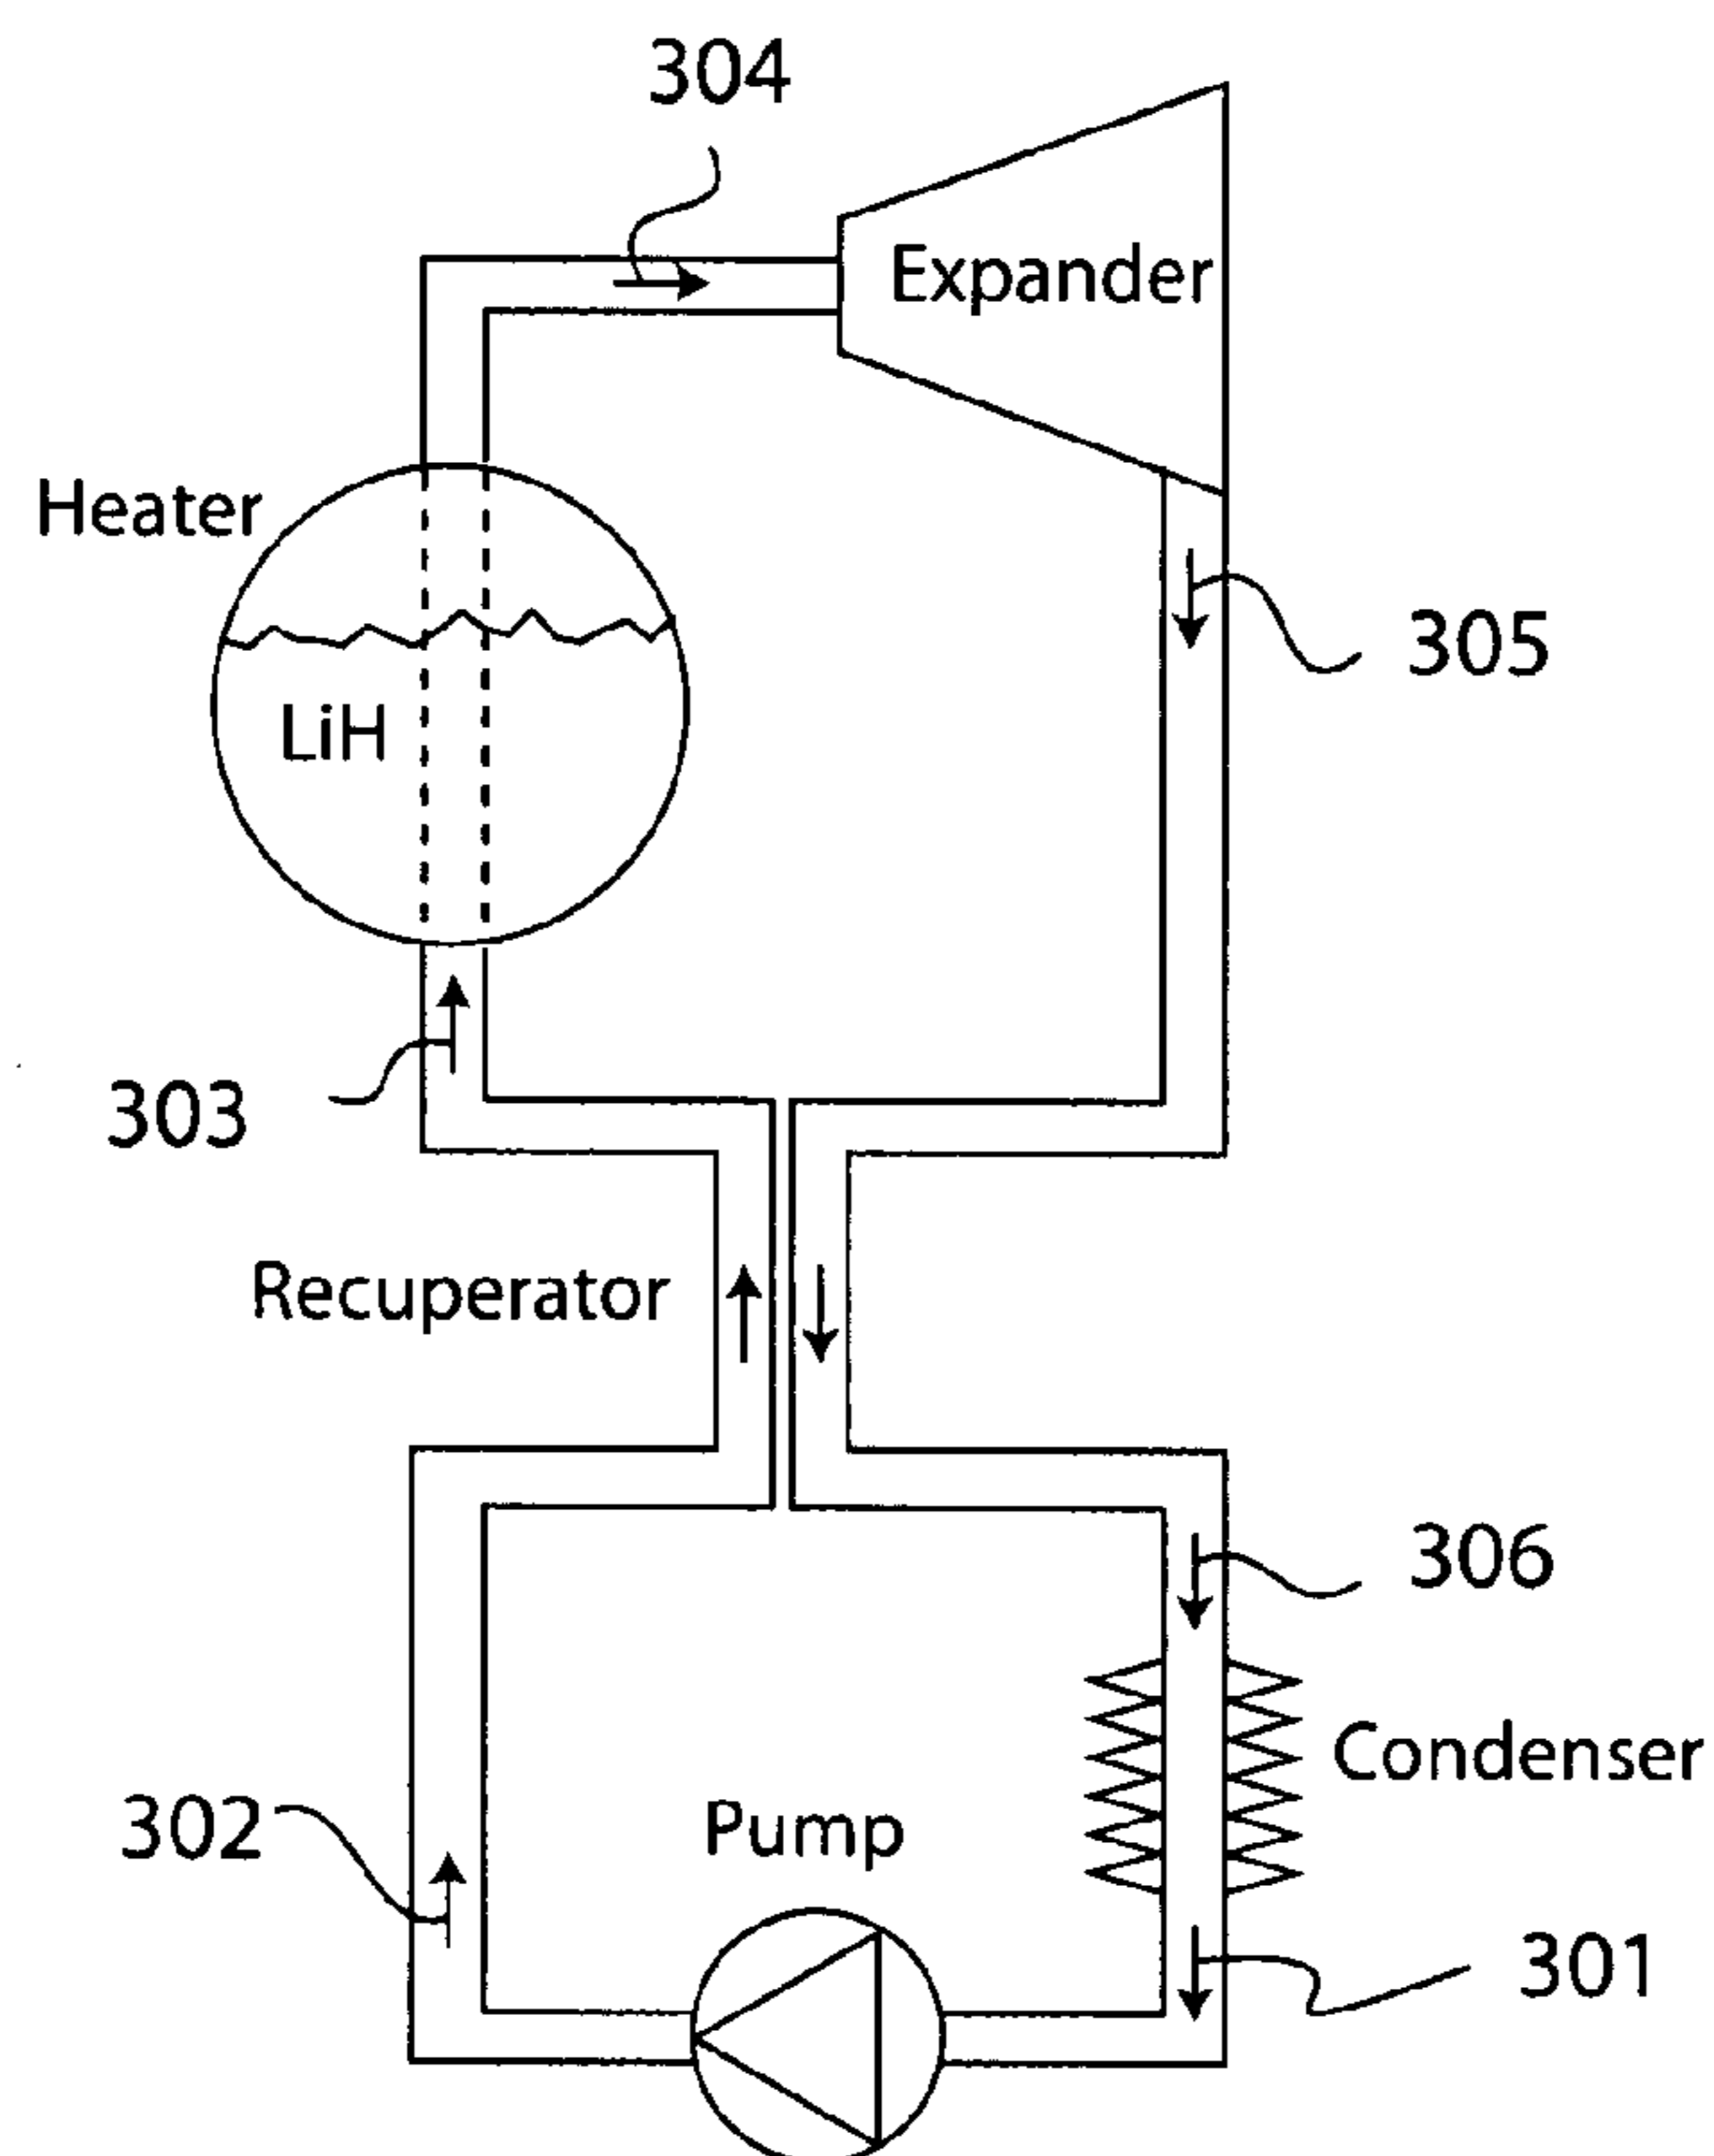 304
Expander
Heater
305
LiH
303
Recuperator
306
Condenser
302
Pump
301